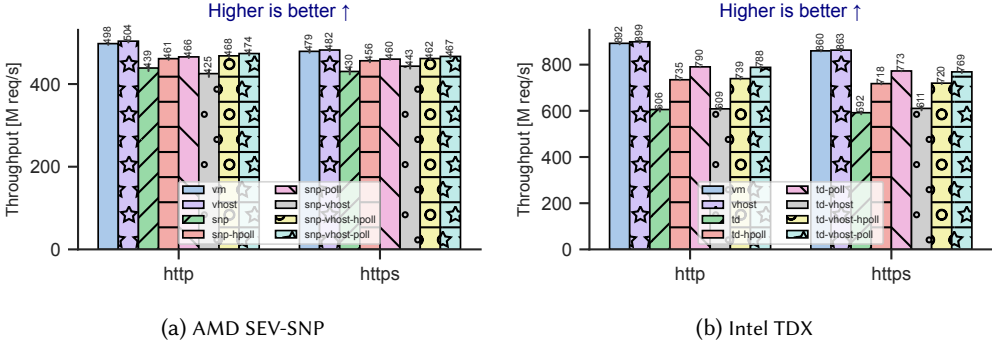 Higher is better ↑
Throughput [M req/s]
400
200
0
498
504
439
461
466
425
468
474
479
482
430
456
460
443
462
467
vm
vhost
snp
snp-hpoll
snp-poll
snp-vhost
snp-vhost-hpoll
snp-vhost-poll
http
https
(a) AMD SEV-SNP
Higher is better ↑
Throughput [M req/s]
800
600
400
200
0
892
899
606
735
790
609
739
788
860
863
592
718
773
611
720
769
vm
vhost
td
td-hpoll
td-poll
td-vhost
td-vhost-hpoll
td-vhost-poll
http
https
(b) Intel TDX